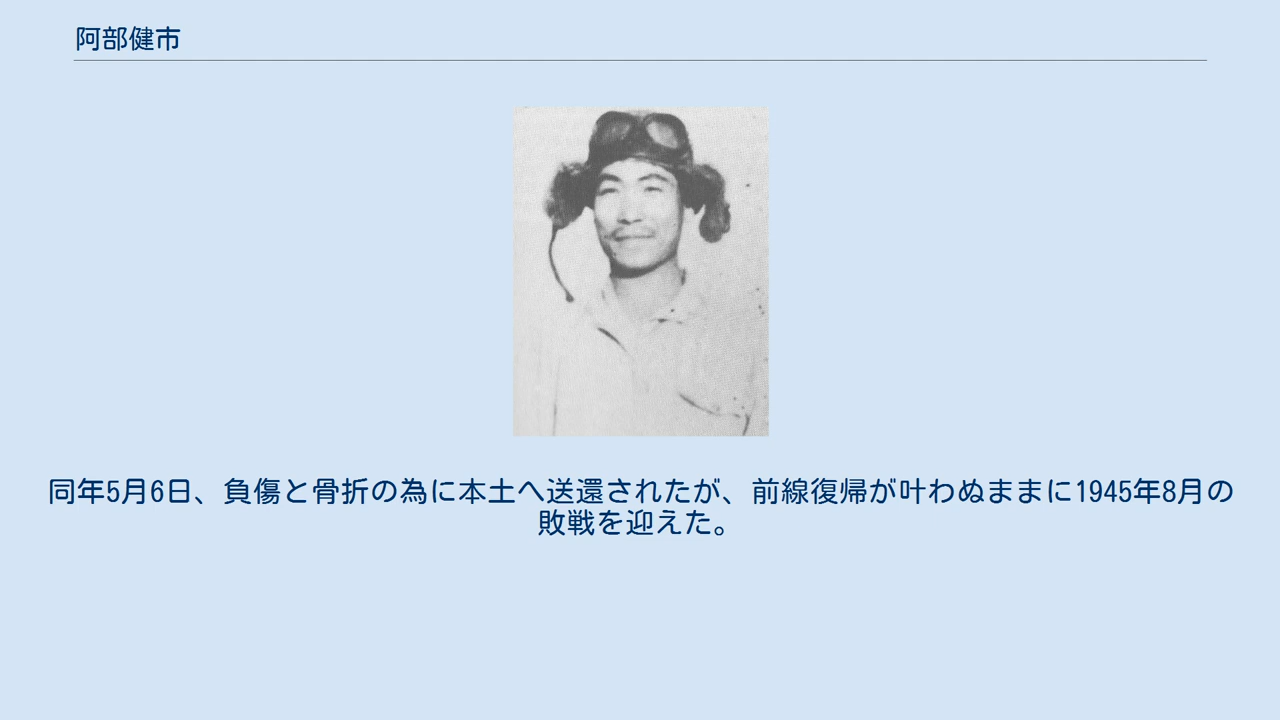 阿部健市
同年5月6日、負傷と骨折の為に本土へ送還されたが、前線復帰が叶わぬままに1945年8月の
敗戦を迎えた。